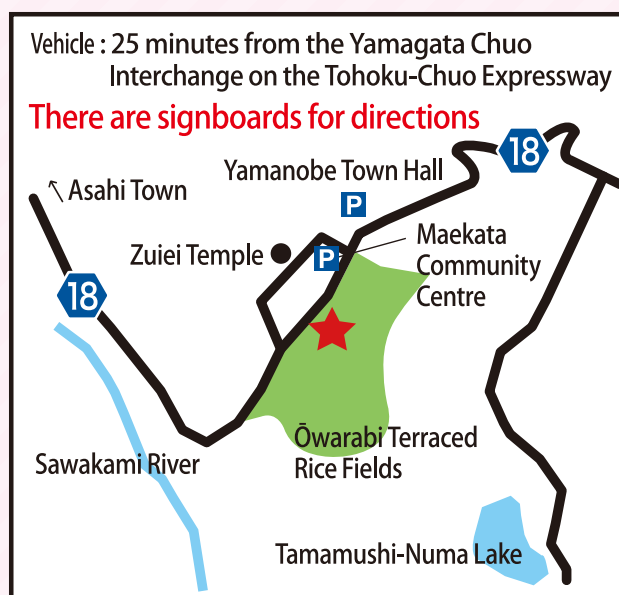 Vehicle : 25 minutes from the Yamagata Chuo
Interchange on the Tohoku-Chuo Expressway
There are signboards for directions
18
Yamanobe Town Hall
Asahi Town
P
Zuiei Temple
P
Maekata
Community
Centre
18
Ōwarabi Terraced
Rice Fields
Sawakami River
Tamamushi-Numa Lake